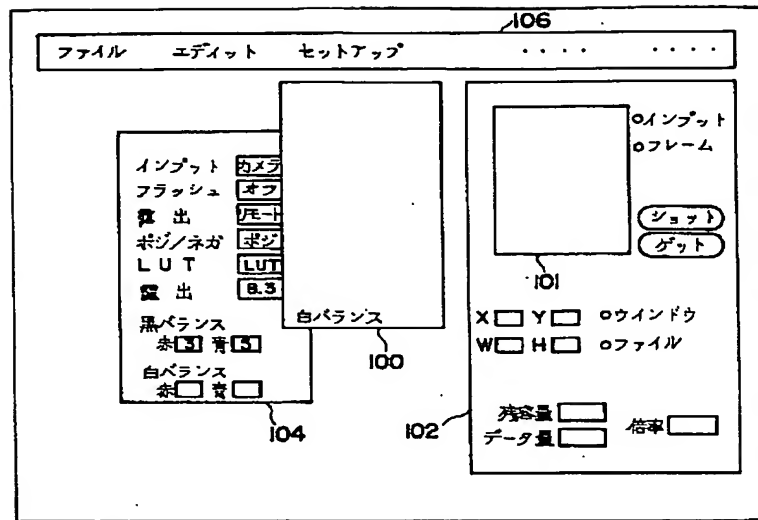 106
ファイル エディット セットアップ ‥‥ ‥‥
インプット カメラ
フラッシュ オフ
露出 リモート
ポジ/ネガ ポジ
LUT LUT
露出 8.3
黒バランス
赤 3 青 5
白バランス
赤 青
104
白バランス
100
○インプット
○フレーム
ショット
ゲット
101
X Y ○ウインドウ
W H ○ファイル
残容量
データ量
倍率
102